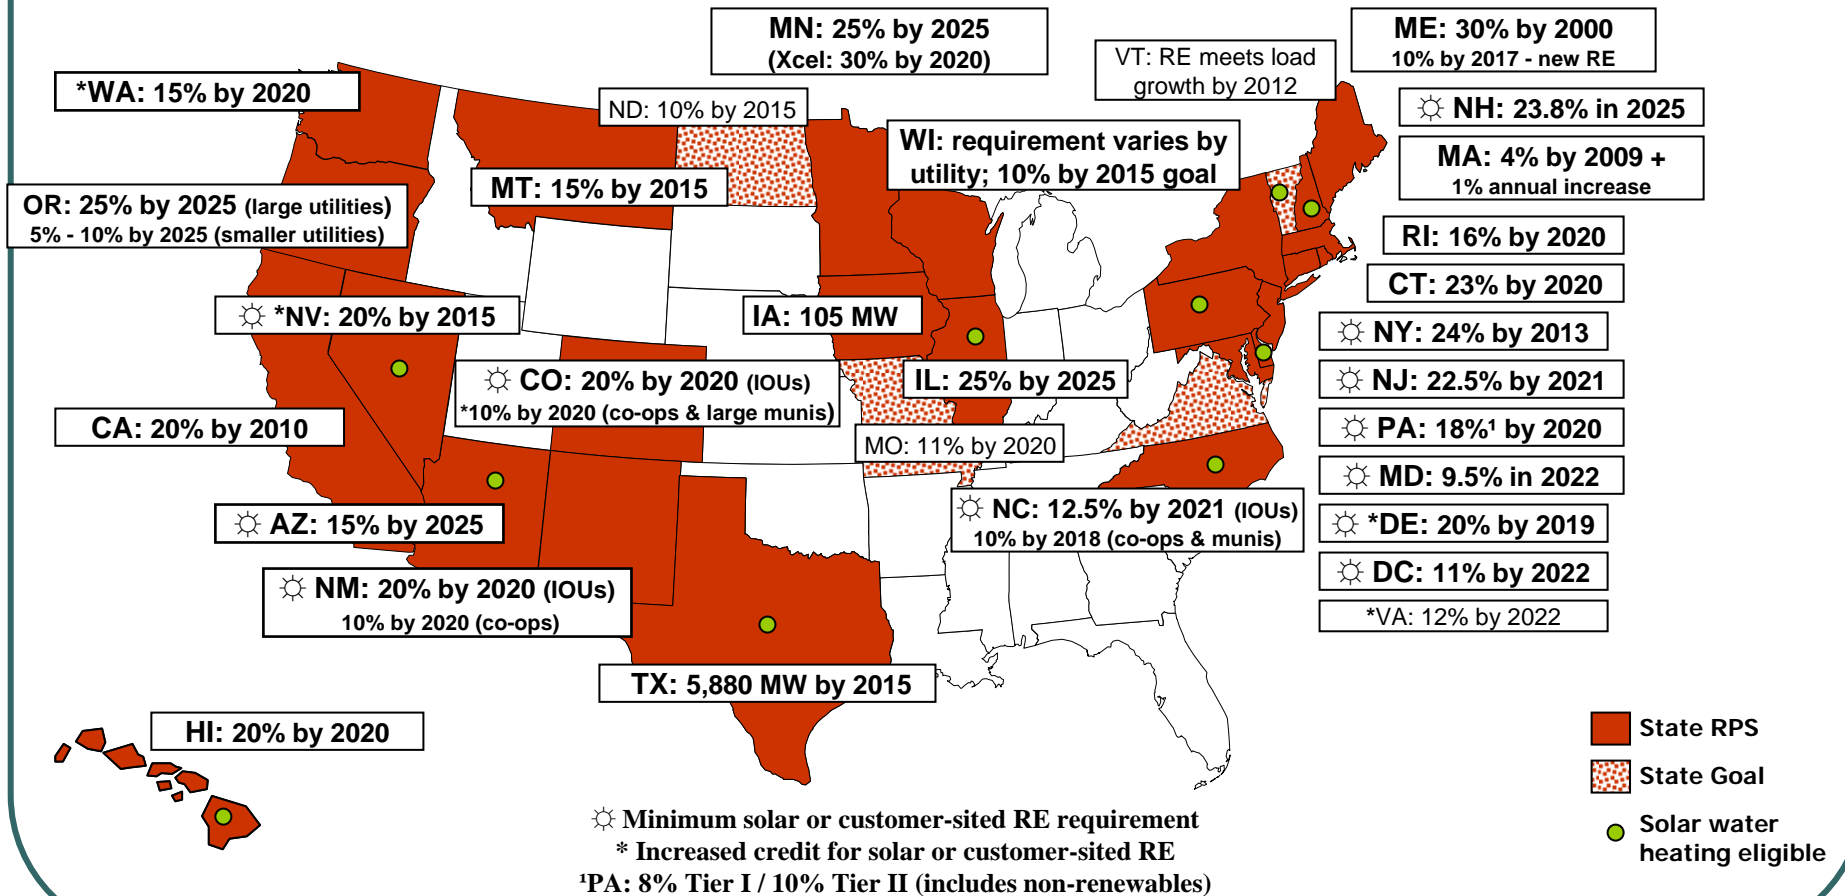 MN: 25% by 2025
(Xcel: 30% by 2020)
ME: 30% by 2000
10% by 2017 - new RE
VT: RE meets load
growth by 2012
*WA: 15% by 2020
ND: 10% by 2015
☼ NH: 23.8% in 2025
WI: requirement varies by
utility; 10% by 2015 goal
MA: 4% by 2009 +
1% annual increase
MT: 15% by 2015
OR: 25% by 2025 (large utilities)
5% - 10% by 2025 (smaller utilities)
RI: 16% by 2020
CT: 23% by 2020
☼ *NV: 20% by 2015
IA: 105 MW
☼ NY: 24% by 2013
☼ CO: 20% by 2020 (IOUs)
*10% by 2020 (co-ops & large munis)
IL: 25% by 2025
☼ NJ: 22.5% by 2021
CA: 20% by 2010
MO: 11% by 2020
☼ PA: 18%¹ by 2020
☼ MD: 9.5% in 2022
☼ AZ: 15% by 2025
☼ NC: 12.5% by 2021 (IOUs)
10% by 2018 (co-ops & munis)
☼ *DE: 20% by 2019
☼ DC: 11% by 2022
☼ NM: 20% by 2020 (IOUs)
10% by 2020 (co-ops)
*VA: 12% by 2022
TX: 5,880 MW by 2015
HI: 20% by 2020
State RPS
State Goal
Solar water
heating eligible
☼ Minimum solar or customer-sited RE requirement
* Increased credit for solar or customer-sited RE
¹PA: 8% Tier I / 10% Tier II (includes non-renewables)